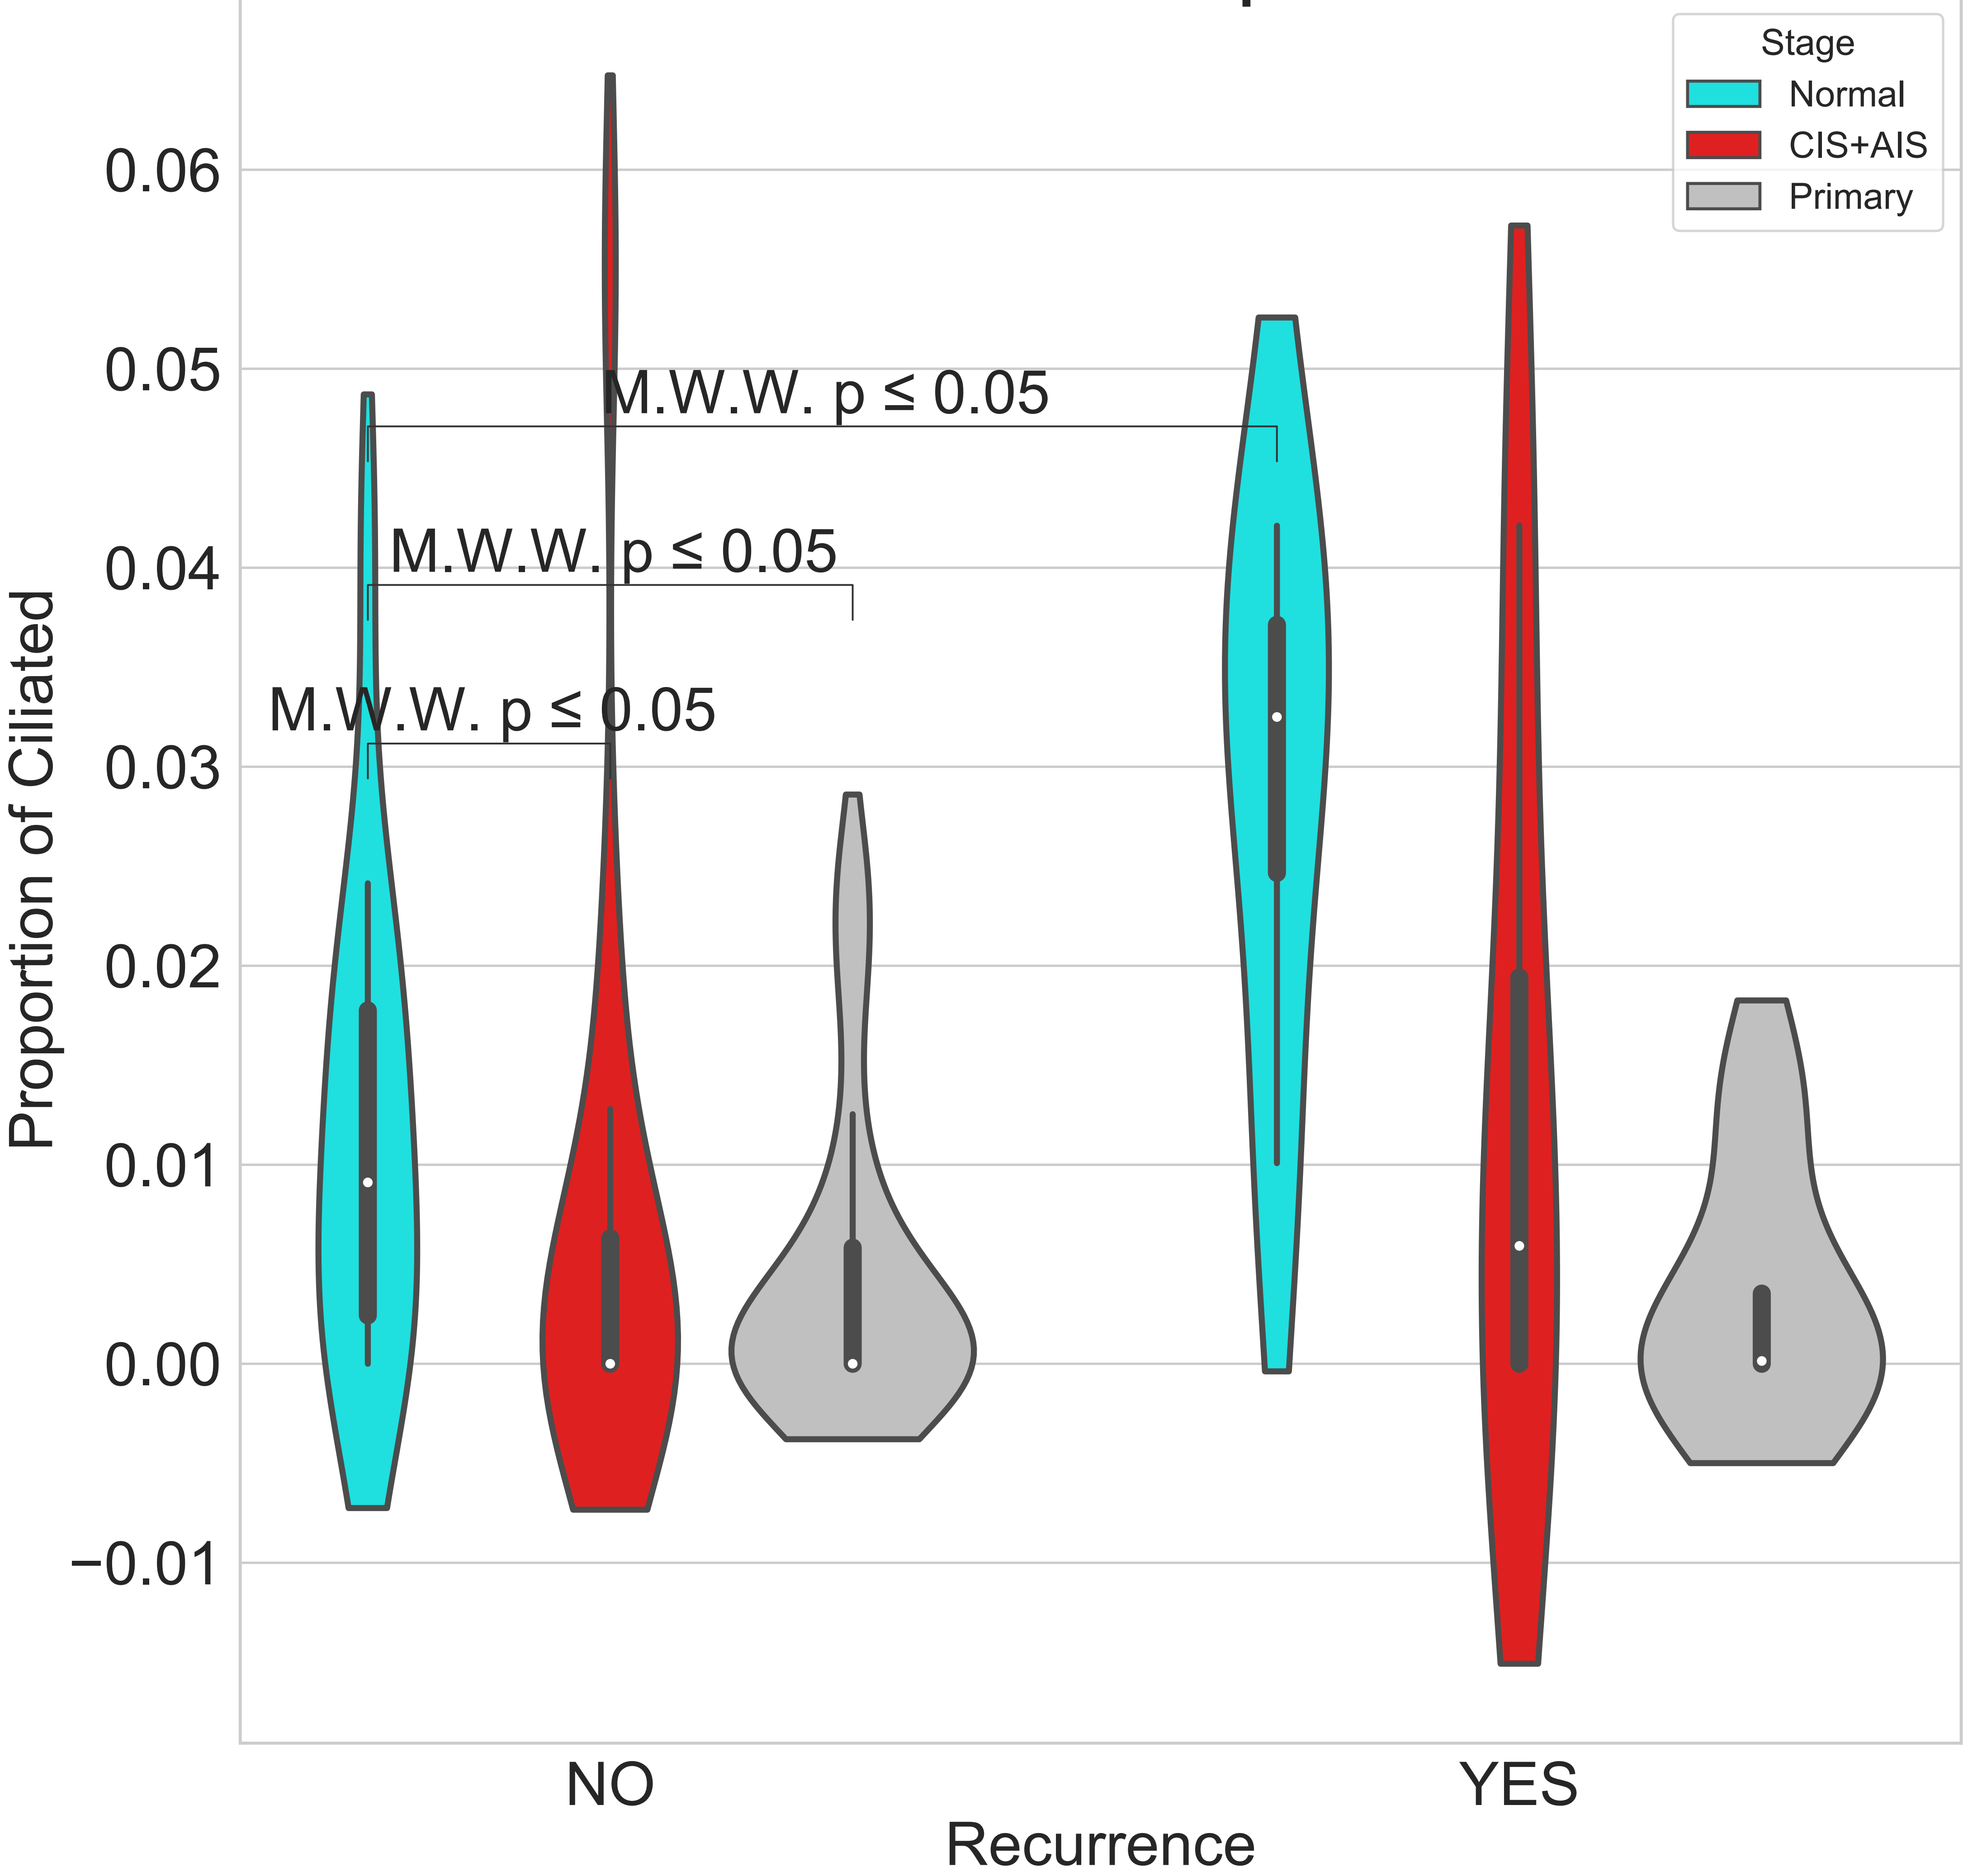 Stage
Normal
CIS+AIS
Primary
0.06
0.05
0.04
0.03
0.02
0.01
0.00
−0.01
Proportion of Ciliated
M.W.W. p ≤ 0.05
M.W.W. p ≤ 0.05
M.W.W. p ≤ 0.05
NO
YES
Recurrence